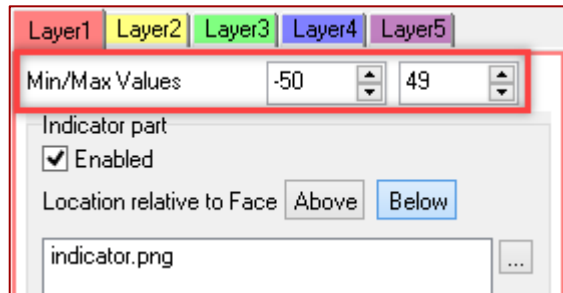 Layer1 Layer2 Layer3 Layer4 Layer5
Min/Max Values -50 49
Indicator part
Enabled
Location relative to Face Above Below
indicator.png ...